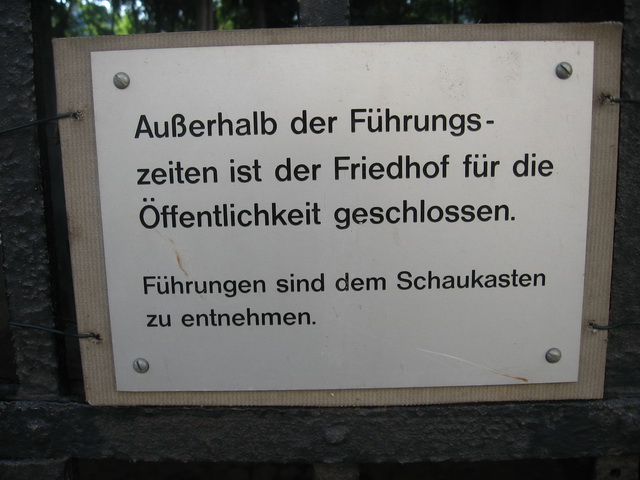 Außerhalb der Führungs-
zeiten ist der Friedhof für die
Öffentlichkeit geschlossen.
Führungen sind dem Schaukasten
zu entnehmen.